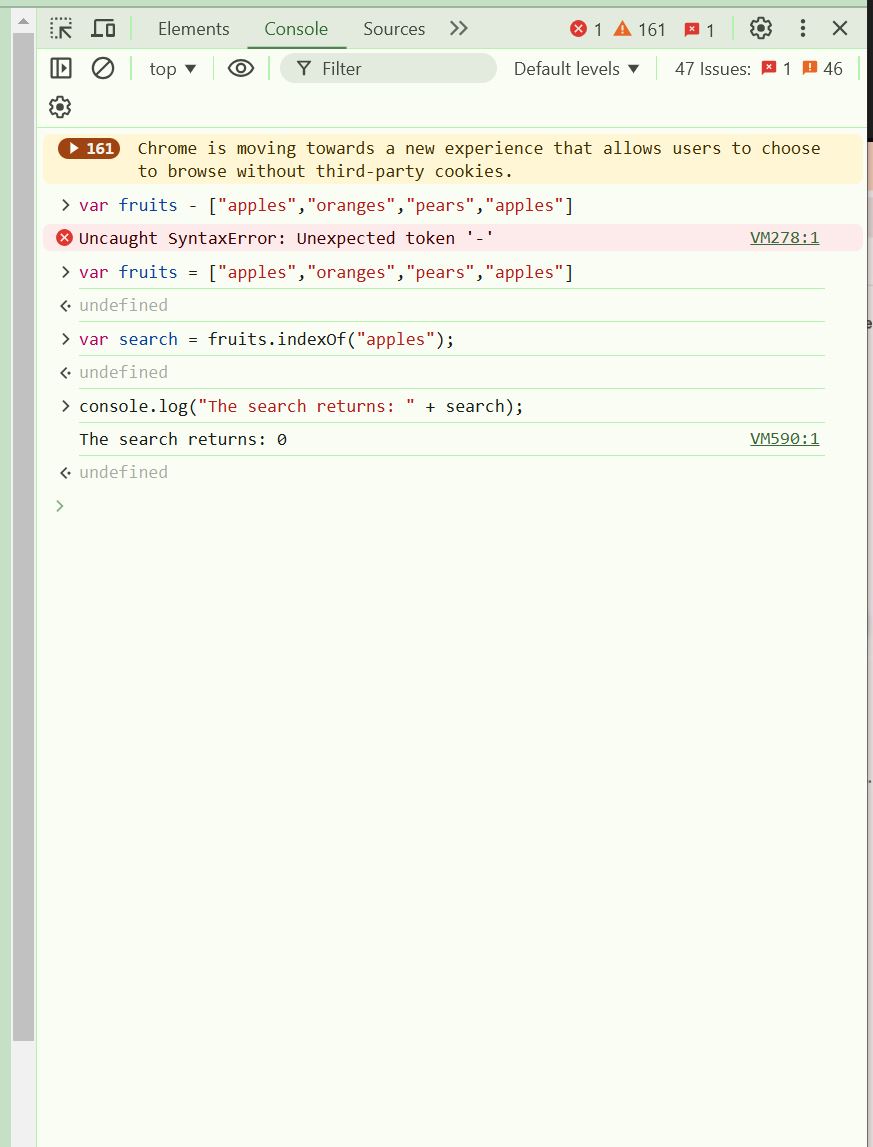 Elements Console Sources 1 161 1
top Filter Default levels 47 Issues: 1 46
161 Chrome is moving towards a new experience that allows users to choose
to browse without third-party cookies.
var fruits - ["apples","oranges","pears","apples"]
Uncaught SyntaxError: Unexpected token '-' VM278:1
var fruits = ["apples","oranges","pears","apples"]
undefined
var search = fruits.indexOf("apples");
undefined
console.log("The search returns: " + search);
The search returns: 0 VM590:1
undefined